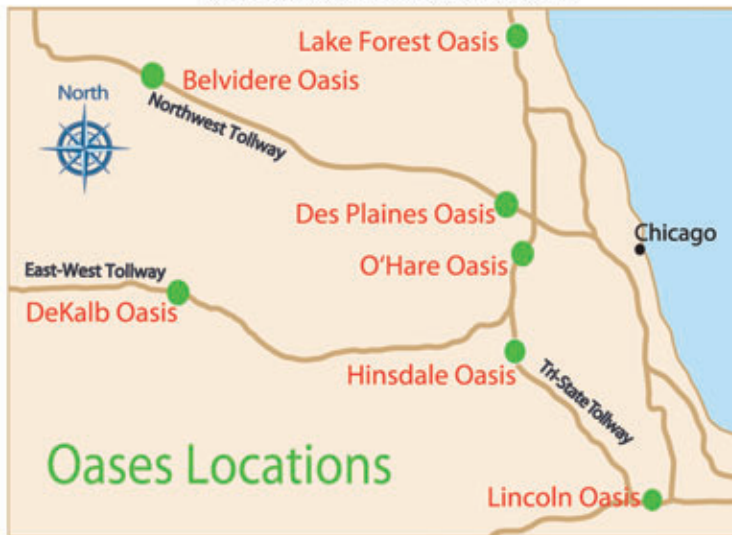 Lake Forest Oasis
Belvidere Oasis
North
Northwest Tollway
Des Plaines Oasis
Chicago
O'Hare Oasis
East-West Tollway
DeKalb Oasis
Hinsdale Oasis
Tri-State Tollway
Oases Locations
Lincoln Oasis